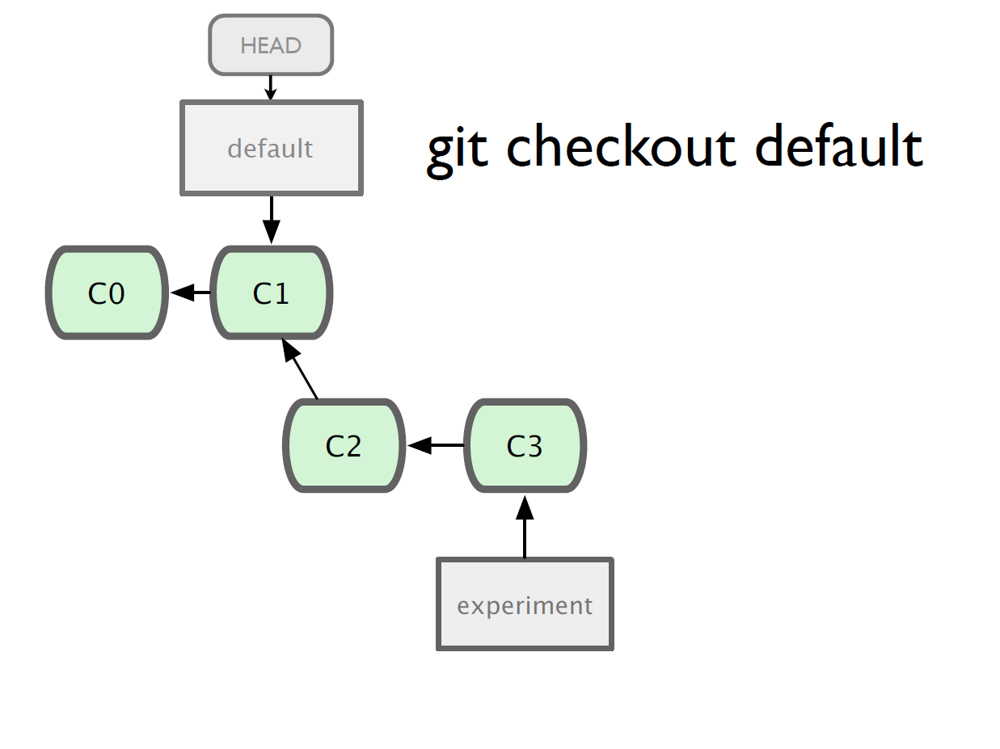 HEAD
default
git checkout default
C0
C1
C2
C3
experiment